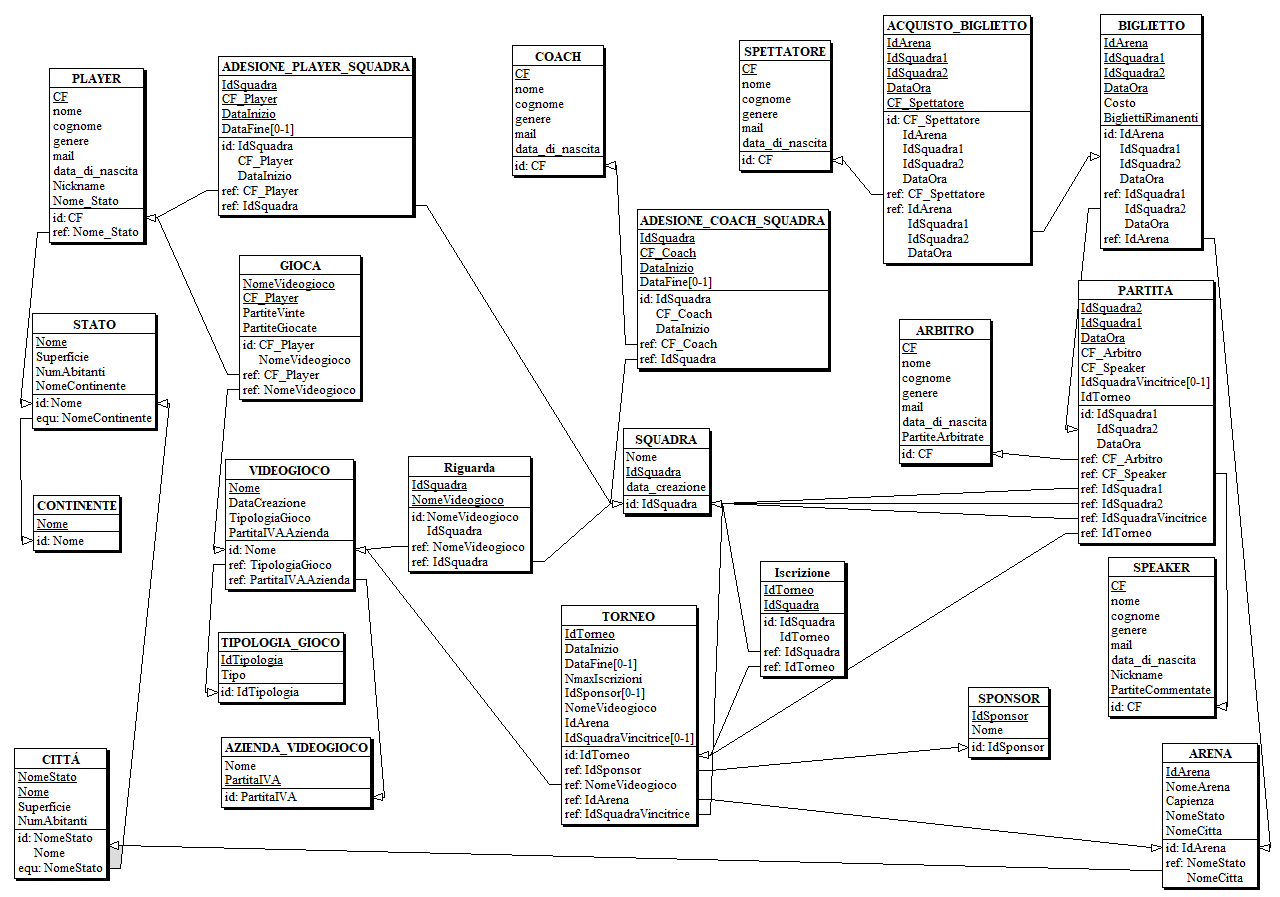 PLAYER
CF
nome
cognome
genere
mail
data_di_nascita
Nickname
Nome_Stato
id: CF
ref: Nome_Stato
ADESIONE_PLAYER_SQUADRA
IdSquadra
CF_Player
DataInizio
DataFine[0-1]
id: IdSquadra
CF_Player
DataInizio
ref: CF_Player
ref: IdSquadra
COACH
CF
nome
cognome
genere
mail
data_di_nascita
id: CF
SPETTATORE
CF
nome
cognome
genere
mail
data_di_nascita
id: CF
ACQUISTO_BIGLIETTO
IdArena
IdSquadra1
IdSquadra2
DataOra
CF_Spettatore
id: CF_Spettatore
IdArena
IdSquadra1
IdSquadra2
DataOra
ref: CF_Spettatore
ref: IdArena
IdSquadra1
IdSquadra2
DataOra
BIGLIETTO
IdArena
IdSquadra1
IdSquadra2
DataOra
Costo
BigliettiRimanenti
id: IdArena
IdSquadra1
IdSquadra2
DataOra
ref: IdSquadra1
IdSquadra2
DataOra
ref: IdArena
ADESIONE_COACH_SQUADRA
IdSquadra
CF_Coach
DataInizio
DataFine[0-1]
id: IdSquadra
CF_Coach
DataInizio
ref: CF_Coach
ref: IdSquadra
GIOCA
NomeVideogioco
CF_Player
PartiteVinte
PartiteGiocate
id: CF_Player
NomeVideogioco
ref: CF_Player
ref: NomeVideogioco
STATO
Nome
Superficie
NumAbitanti
NomeContinente
id: Nome
equ: NomeContinente
PARTITA
IdSquadra2
IdSquadra1
DataOra
CF_Arbitro
CF_Speaker
IdSquadraVincitrice[0-1]
IdTorneo
id: IdSquadra1
IdSquadra2
DataOra
ref: CF_Arbitro
ref: CF_Speaker
ref: IdSquadra1
ref: IdSquadra2
ref: IdSquadraVincitrice
ref: IdTorneo
ARBITRO
CF
nome
cognome
genere
mail
data_di_nascita
PartiteArbitrate
id: CF
SQUADRA
Nome
IdSquadra
data_creazione
id: IdSquadra
VIDEOGIOCO
Nome
DataCreazione
TipologiaGioco
PartitaIVAAzienda
id: Nome
ref: TipologiaGioco
ref: PartitaIVAAzienda
Riguarda
IdSquadra
NomeVideogioco
id: NomeVideogioco
IdSquadra
ref: NomeVideogioco
ref: IdSquadra
CONTINENTE
Nome
id: Nome
Iscrizione
IdTorneo
IdSquadra
id: IdSquadra
IdTorneo
ref: IdSquadra
ref: IdTorneo
SPEAKER
CF
nome
cognome
genere
mail
data_di_nascita
Nickname
PartiteCommentate
id: CF
TORNEO
IdTorneo
DataInizio
DataFine[0-1]
NmaxIscrizioni
IdSponsor[0-1]
NomeVideogioco
IdArena
IdSquadraVincitrice[0-1]
id: IdTorneo
ref: IdSponsor
ref: NomeVideogioco
ref: IdArena
ref: IdSquadraVincitrice
TIPOLOGIA_GIOCO
IdTipologia
Tipo
id: IdTipologia
SPONSOR
IdSponsor
Nome
id: IdSponsor
AZIENDA_VIDEOGIOCO
Nome
PartitaIVA
id: PartitaIVA
CITTÁ
NomeStato
Nome
Superficie
NumAbitanti
id: NomeStato
Nome
equ: NomeStato
ARENA
IdArena
NomeArena
Capienza
NomeStato
NomeCitta
id: IdArena
ref: NomeStato
NomeCitta